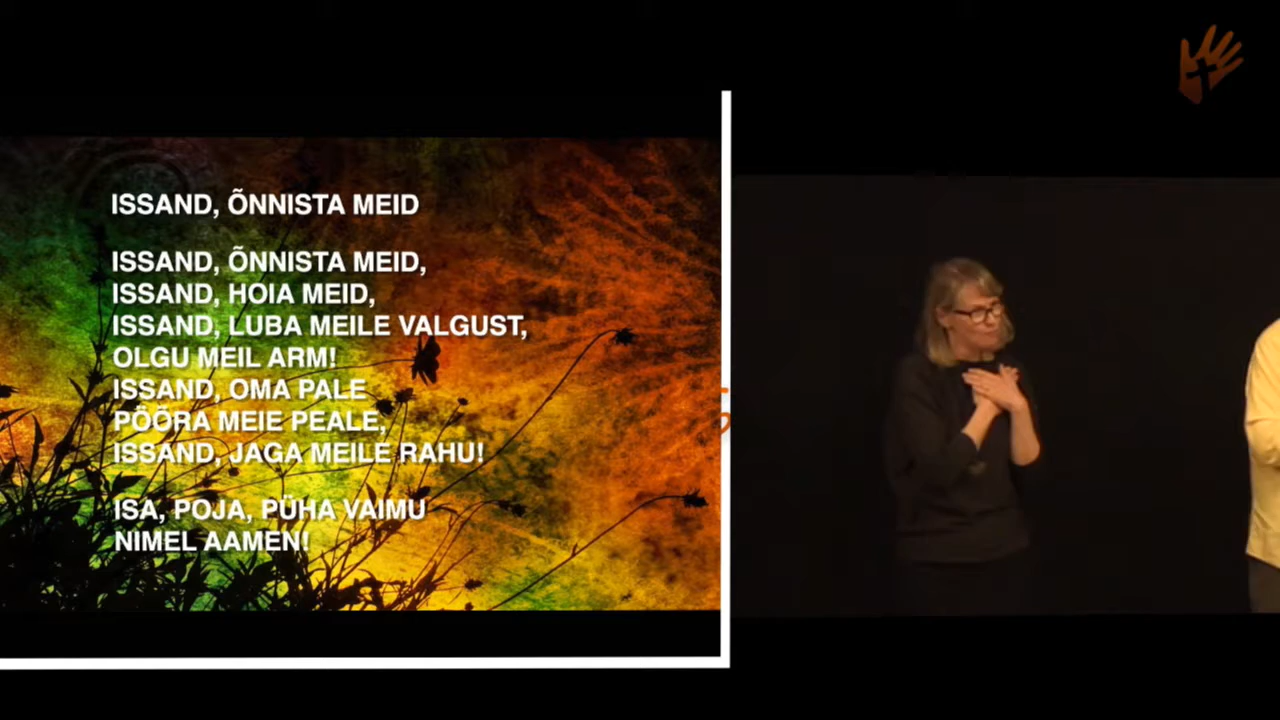 ISSAND, ÕNNISTA MEID
ISSAND, ÕNNISTA MEID,
ISSAND, HOIA MEID,
ISSAND, LUBA MEILE VALGUST,
OLGU MEIL ARM!
ISSAND, OMA PALE
PÖÖRA MEIE PEALE,
ISSAND, JAGA MEILE RAHU!
ISA, POJA, PÜHA VAIMU
NIMEL AAMEN!